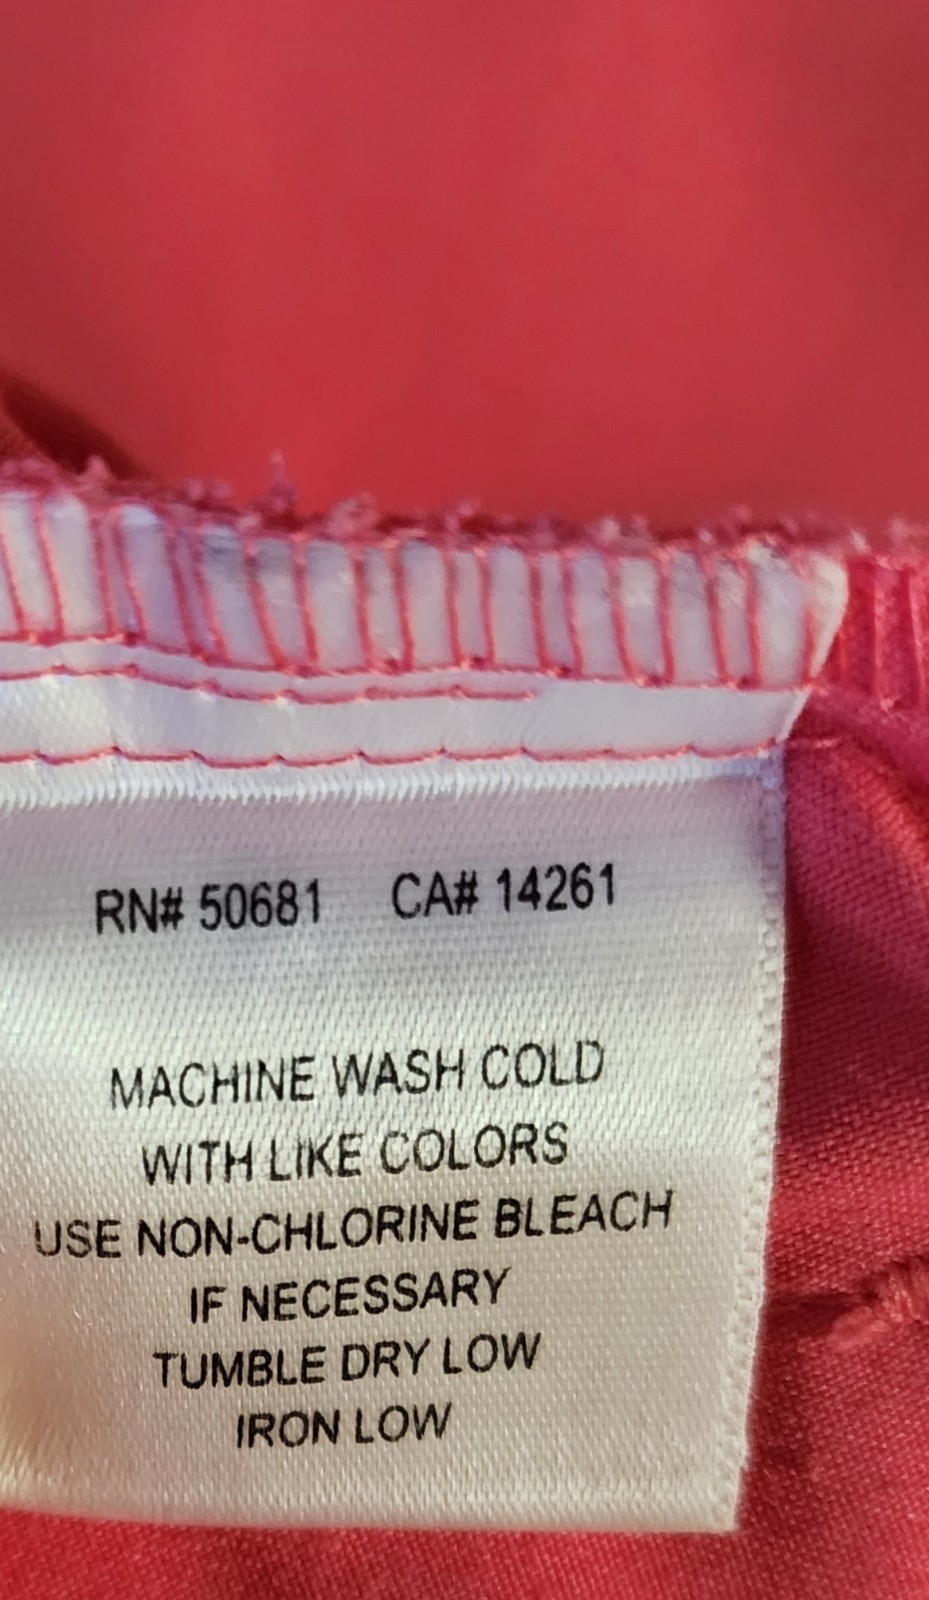 RN# 50681 CA# 14261
MACHINE WASH COLD
WITH LIKE COLORS
USE NON-CHLORINE BLEACH
IF NECESSARY
TUMBLE DRY LOW
IRON LOW